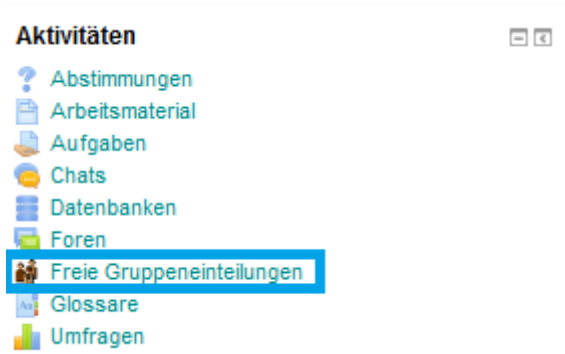 Aktivitäten
Abstimmungen
Arbeitsmaterial
Aufgaben
Chats
Datenbanken
Foren
Freie Gruppeneinteilungen
Glossare
Umfragen